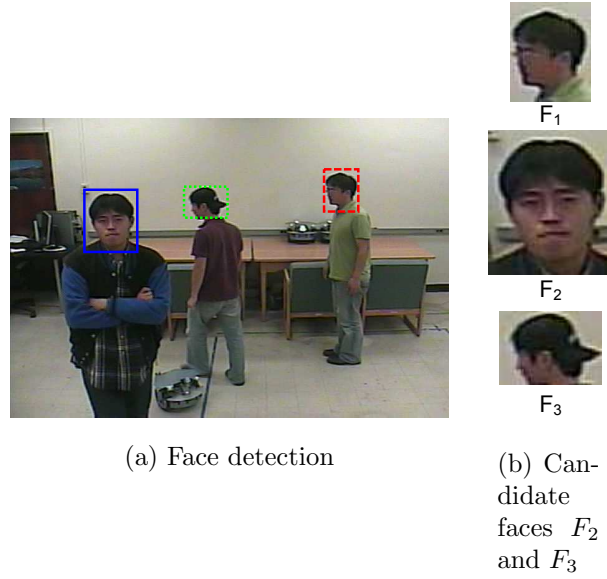 F1
F2
F3
(a) Face detection
(b) Can-
didate
faces F2
and F3